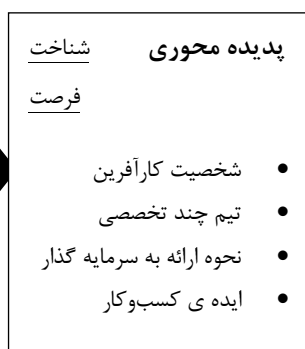 پدیده محوری شناخت
فرصت
• شخصیت کارآفرین
• تیم چند تخصصی
• نحوه ارائه به سرمایه گذار
• ایده ی کسب‌وکار